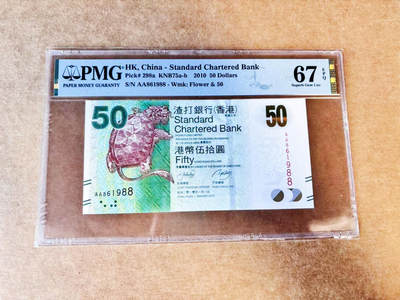 PMG
PAPER MONEY GUARANTY
HK, China - Standard Chartered Bank
Pick# 298a KNB75a-b 2010 50 Dollars
S/N AA861988 - Wmk: Flower & 50
67 EPQ
Superb Gem Unc
50
渣打銀行(香港)
Standard
Chartered Bank
港幣伍拾圓
Fifty
50
AA861988
AA861988